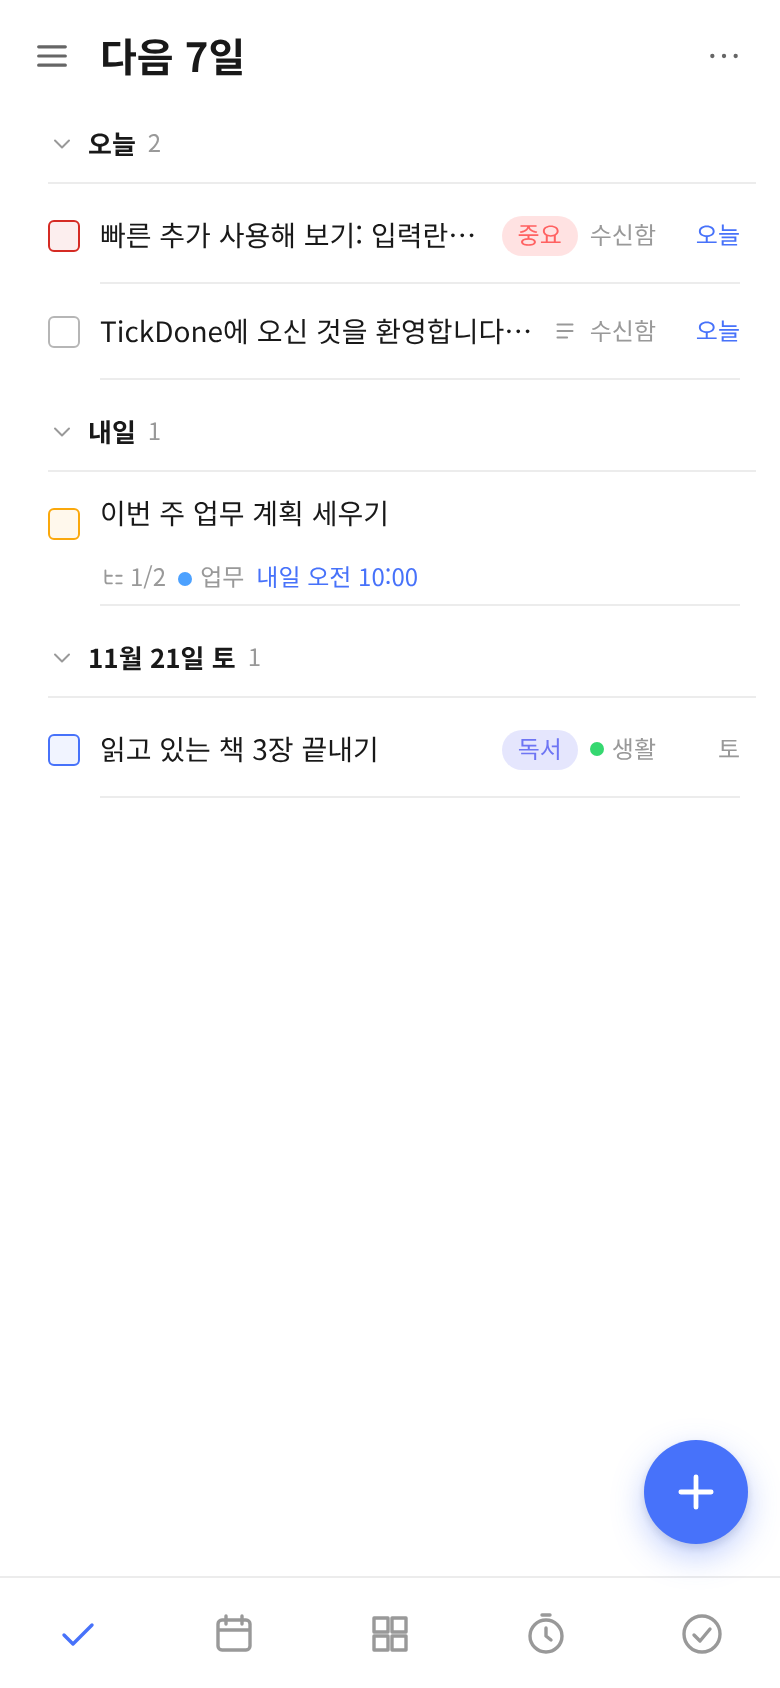 다음 7일
오늘 2
빠른 추가 사용해 보기: 입력란… 중요 수신함 오늘
TickDone에 오신 것을 환영합니다… 수신함 오늘
내일 1
이번 주 업무 계획 세우기
1/2 업무 내일 오전 10:00
11월 21일 토 1
읽고 있는 책 3장 끝내기 독서 생활 토